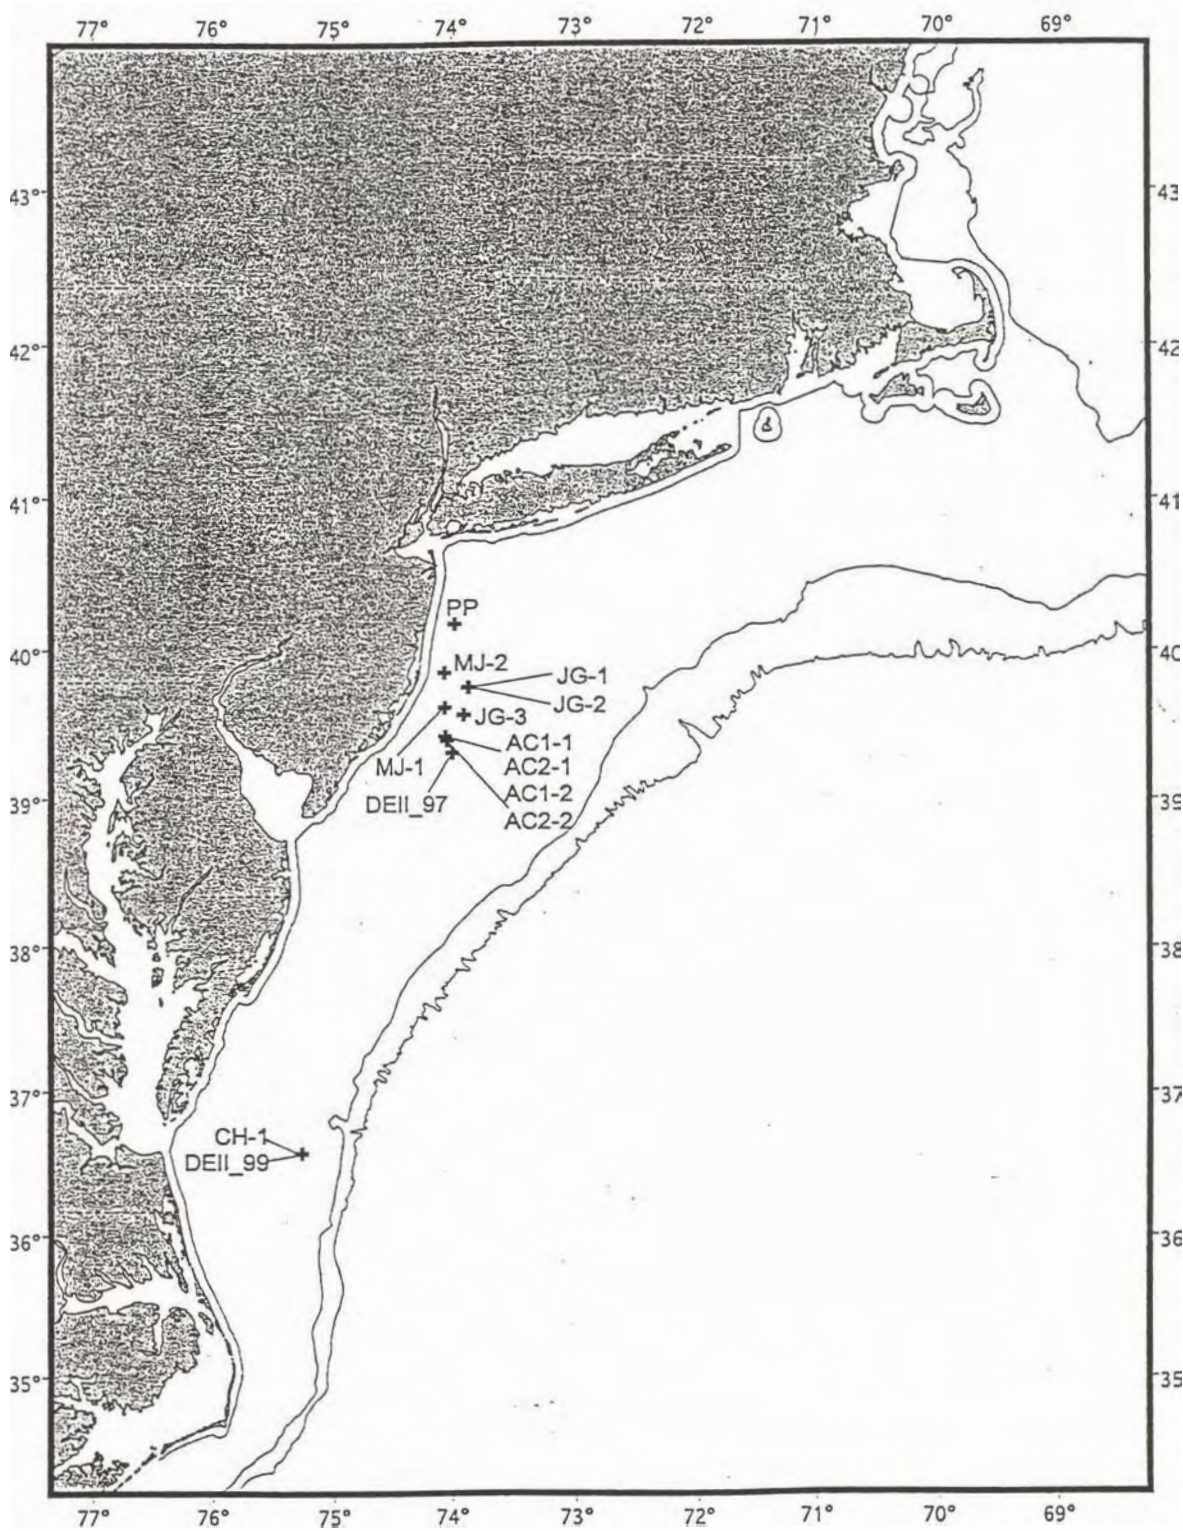 77° 76° 75° 74° 73° 72° 71° 70° 69°
43° 43
42° 42
41° 41
PP
40° MJ-2 40
JG-1
JG-2
JG-3
AC1-1
MJ-1 AC2-1
39° DEII_97 AC1-2 39
AC2-2
38° 38
37° 37
CH-1
DEII_99
36° 36
35° 35
77° 76° 75° 74° 73° 72° 71° 70° 69°